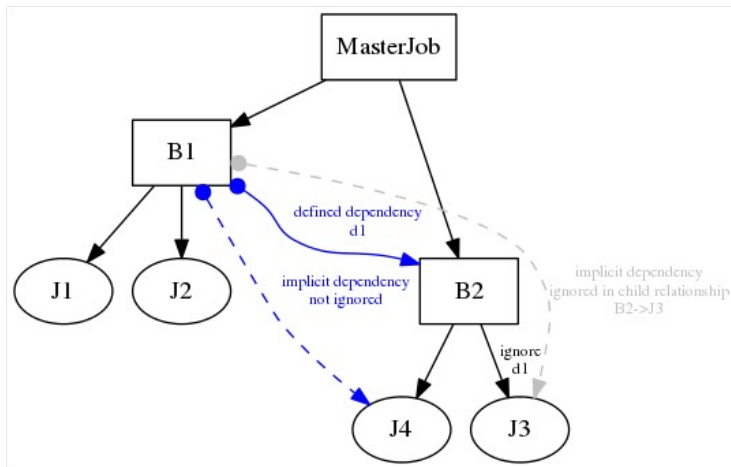 MasterJob
B1
defined dependency
d1
J1
J2
implicit dependency
not ignored
B2
implicit dependency
ignored in child relationship
B2->J3
ignore
d1
J4
J3